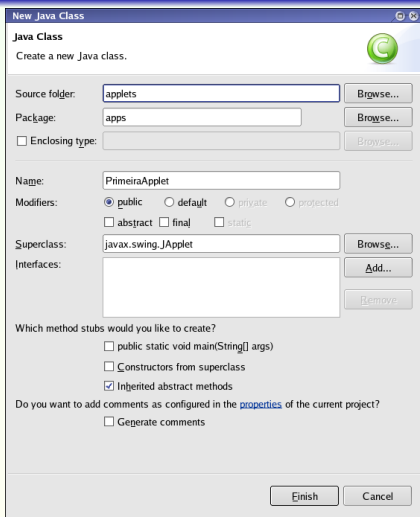 New Java Class
Java Class
Create a new Java class.
C
Source folder: applets Browse...
Package: apps Browse...
Enclosing type: Browse...
Name: PrimeiraApplet
Modifiers: public default private protected
abstract final static
Superclass: javax.swing.JApplet Browse...
Interfaces: Add...
Remove
Which method stubs would you like to create?
public static void main(String[] args)
Constructors from superclass
Inherited abstract methods
Do you want to add comments as configured in the properties of the current project?
Generate comments
Finish Cancel